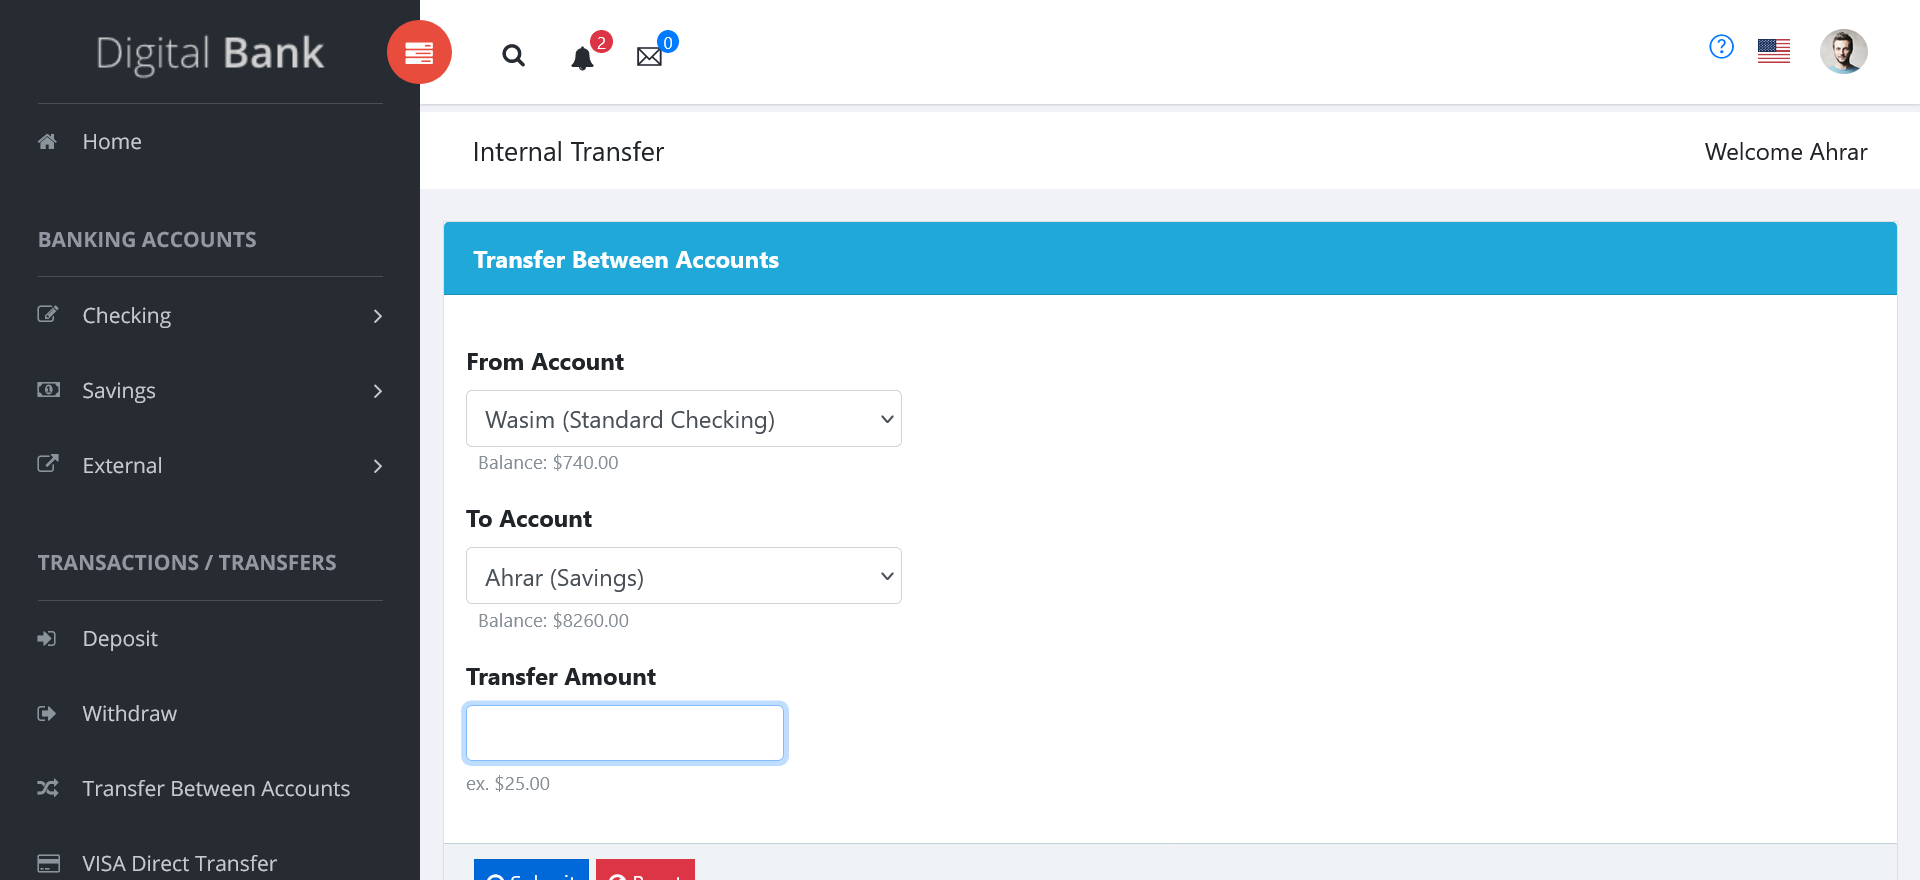 Digital Bank
2
0
Home
Internal Transfer
Welcome Ahrar
BANKING ACCOUNTS
Transfer Between Accounts
Checking
Savings
External
From Account
Wasim (Standard Checking)
Balance: $740.00
To Account
Ahrar (Savings)
Balance: $8260.00
TRANSACTIONS / TRANSFERS
Deposit
Withdraw
Transfer Between Accounts
VISA Direct Transfer
Transfer Amount
ex. $25.00
Submit
Reset